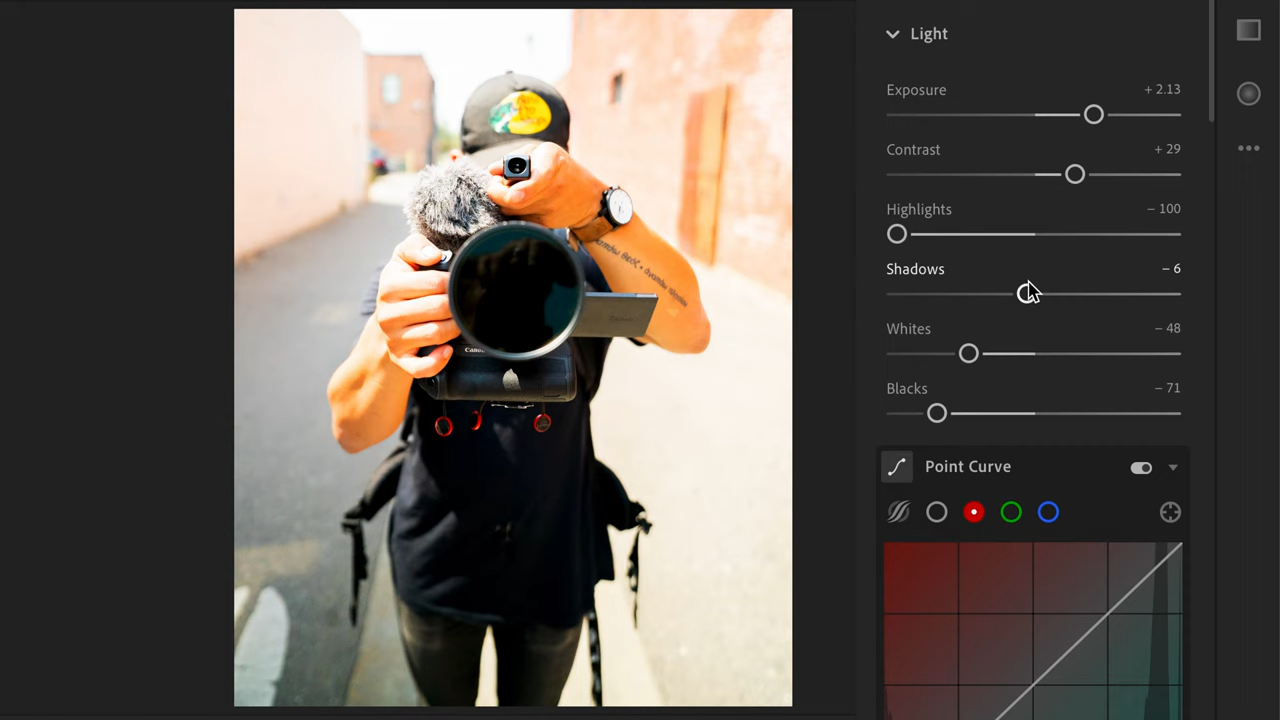 Light
Exposure + 2.13
Contrast + 29
Highlights – 100
Shadows – 6
Whites – 48
Blacks – 71
Point Curve